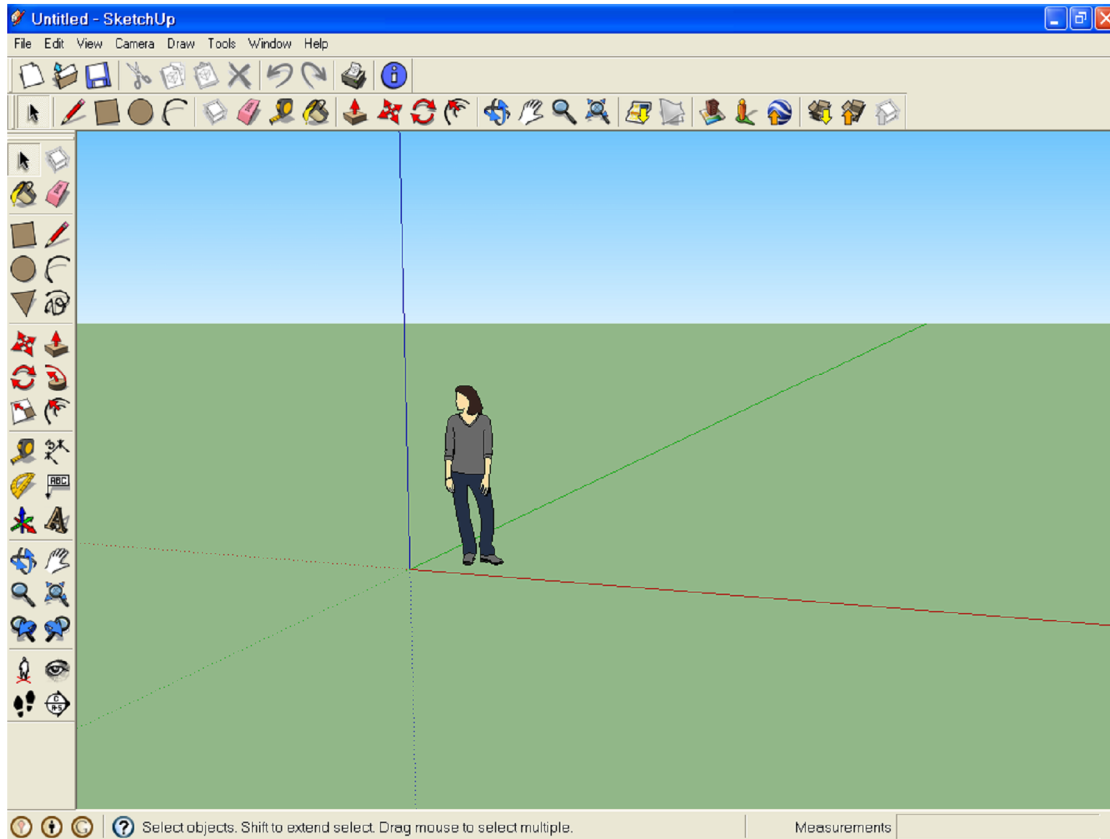 Untitled - SketchUp
File Edit View Camera Draw Tools Window Help
ABC
A
Select objects. Shift to extend select. Drag mouse to select multiple.
Measurements